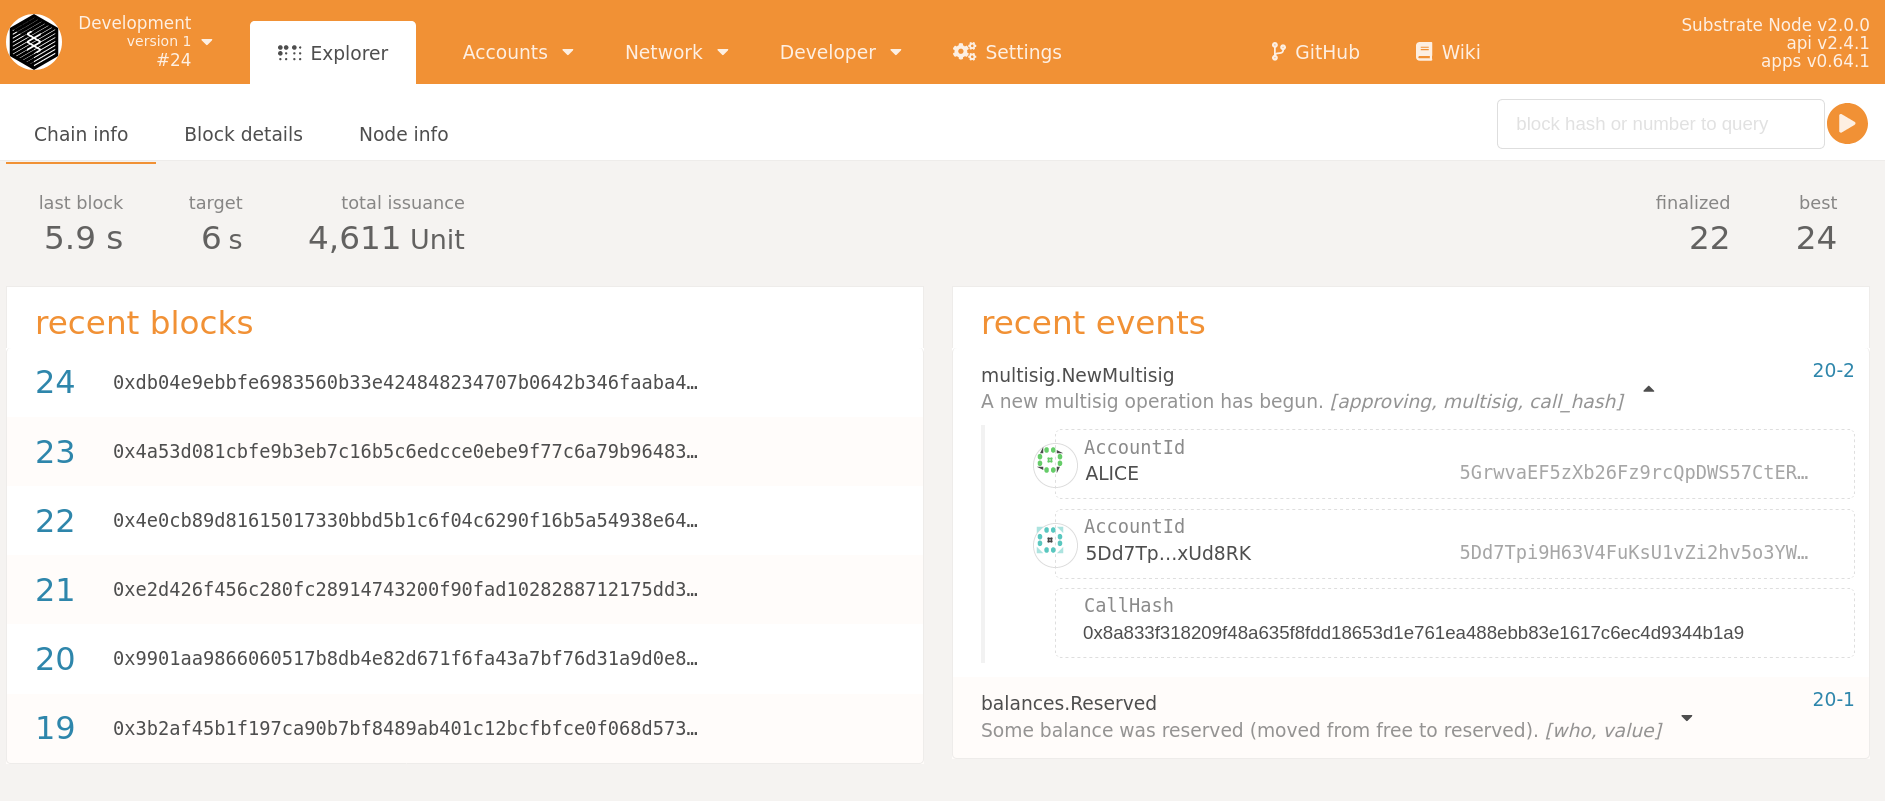 Development
version 1
#24
Explorer
Accounts
Network
Developer
Settings
GitHub
Wiki
Substrate Node v2.0.0
api v2.4.1
apps v0.64.1
Chain info
Block details
Node info
block hash or number to query
last block
5.9 s
target
6 s
total issuance
4,611 Unit
finalized
22
best
24
recent blocks
24 0xdb04e9ebbfe6983560b33e424848234707b0642b346faaba4…
23 0x4a53d081cbfe9b3eb7c16b5c6edcce0ebe9f77c6a79b96483…
22 0x4e0cb89d81615017330bbd5b1c6f04c6290f16b5a54938e64…
21 0xe2d426f456c280fc28914743200f90fad1028288712175dd3…
20 0x9901aa9866060517b8db4e82d671f6fa43a7bf76d31a9d0e8…
19 0x3b2af45b1f197ca90b7bf8489ab401c12bcfbfce0f068d573…
recent events
multisig.NewMultisig 20-2
A new multisig operation has begun. [approving, multisig, call_hash]
AccountId
ALICE 5GrwvaEF5zXb26Fz9rcQpDWS57CtER…
AccountId
5Dd7Tp…xUd8RK 5Dd7Tpi9H63V4FuKsU1vZi2hv5o3YW…
CallHash
0x8a833f318209f48a635f8fdd18653d1e761ea488ebb83e1617c6ec4d9344b1a9
balances.Reserved 20-1
Some balance was reserved (moved from free to reserved). [who, value]